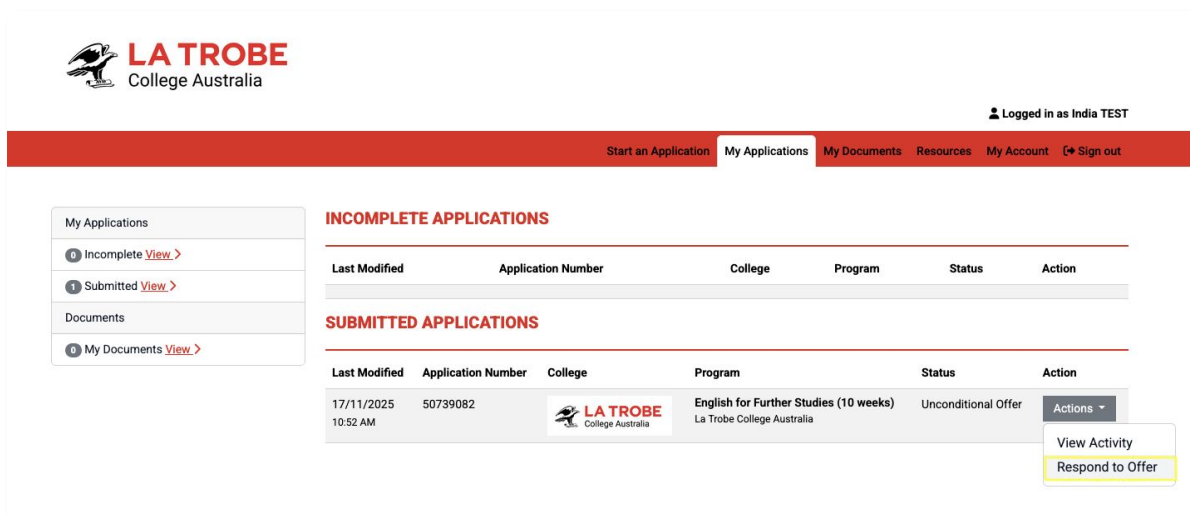 LA TROBE
College Australia
Logged in as India TEST
Start an Application My Applications My Documents Resources My Account Sign out
My Applications
0 Incomplete View
1 Submitted View
Documents
0 My Documents View
INCOMPLETE APPLICATIONS
Last Modified Application Number College Program Status Action
SUBMITTED APPLICATIONS
Last Modified Application Number College Program Status Action
17/11/2025 50739082 LA TROBE English for Further Studies (10 weeks) Unconditional Offer Actions
10:52 AM College Australia La Trobe College Australia
View Activity
Respond to Offer